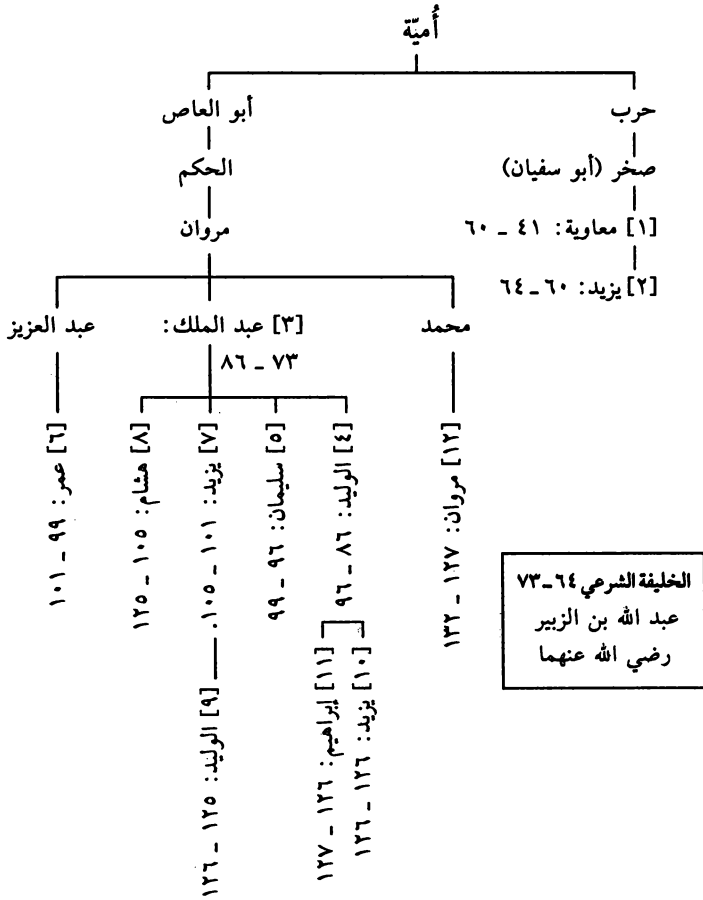 أُميّة
حرب
أبو العاص
صخر (أبو سفيان)
الحكم
[١] معاوية: ٤١ ـ ٦٠
مروان
[٢] يزيد: ٦٠ ـ ٦٤
محمد
[٣] عبد الملك:
٧٣ ـ ٨٦
عبد العزيز
[١٢] مروان: ١٢٧ ـ ١٣٢
[٤] الوليد: ٨٦ ـ ٩٦
[٥] سليمان: ٩٦ ـ ٩٩
[٧] يزيد: ١٠١ ـ ١٠٥.
[٨] هشام: ١٠٥ ـ ١٢٥
[٦] عمر: ٩٩ ـ ١٠١
[١٠] يزيد: ١٢٦ ـ ١٢٦
[١١] إبراهيم: ١٢٦ ـ ١٢٧
[٩] الوليد: ١٢٥ ـ ١٢٦
الخليفة الشرعي ٦٤ـ٧٣
عبد الله بن الزبير
رضي الله عنهما